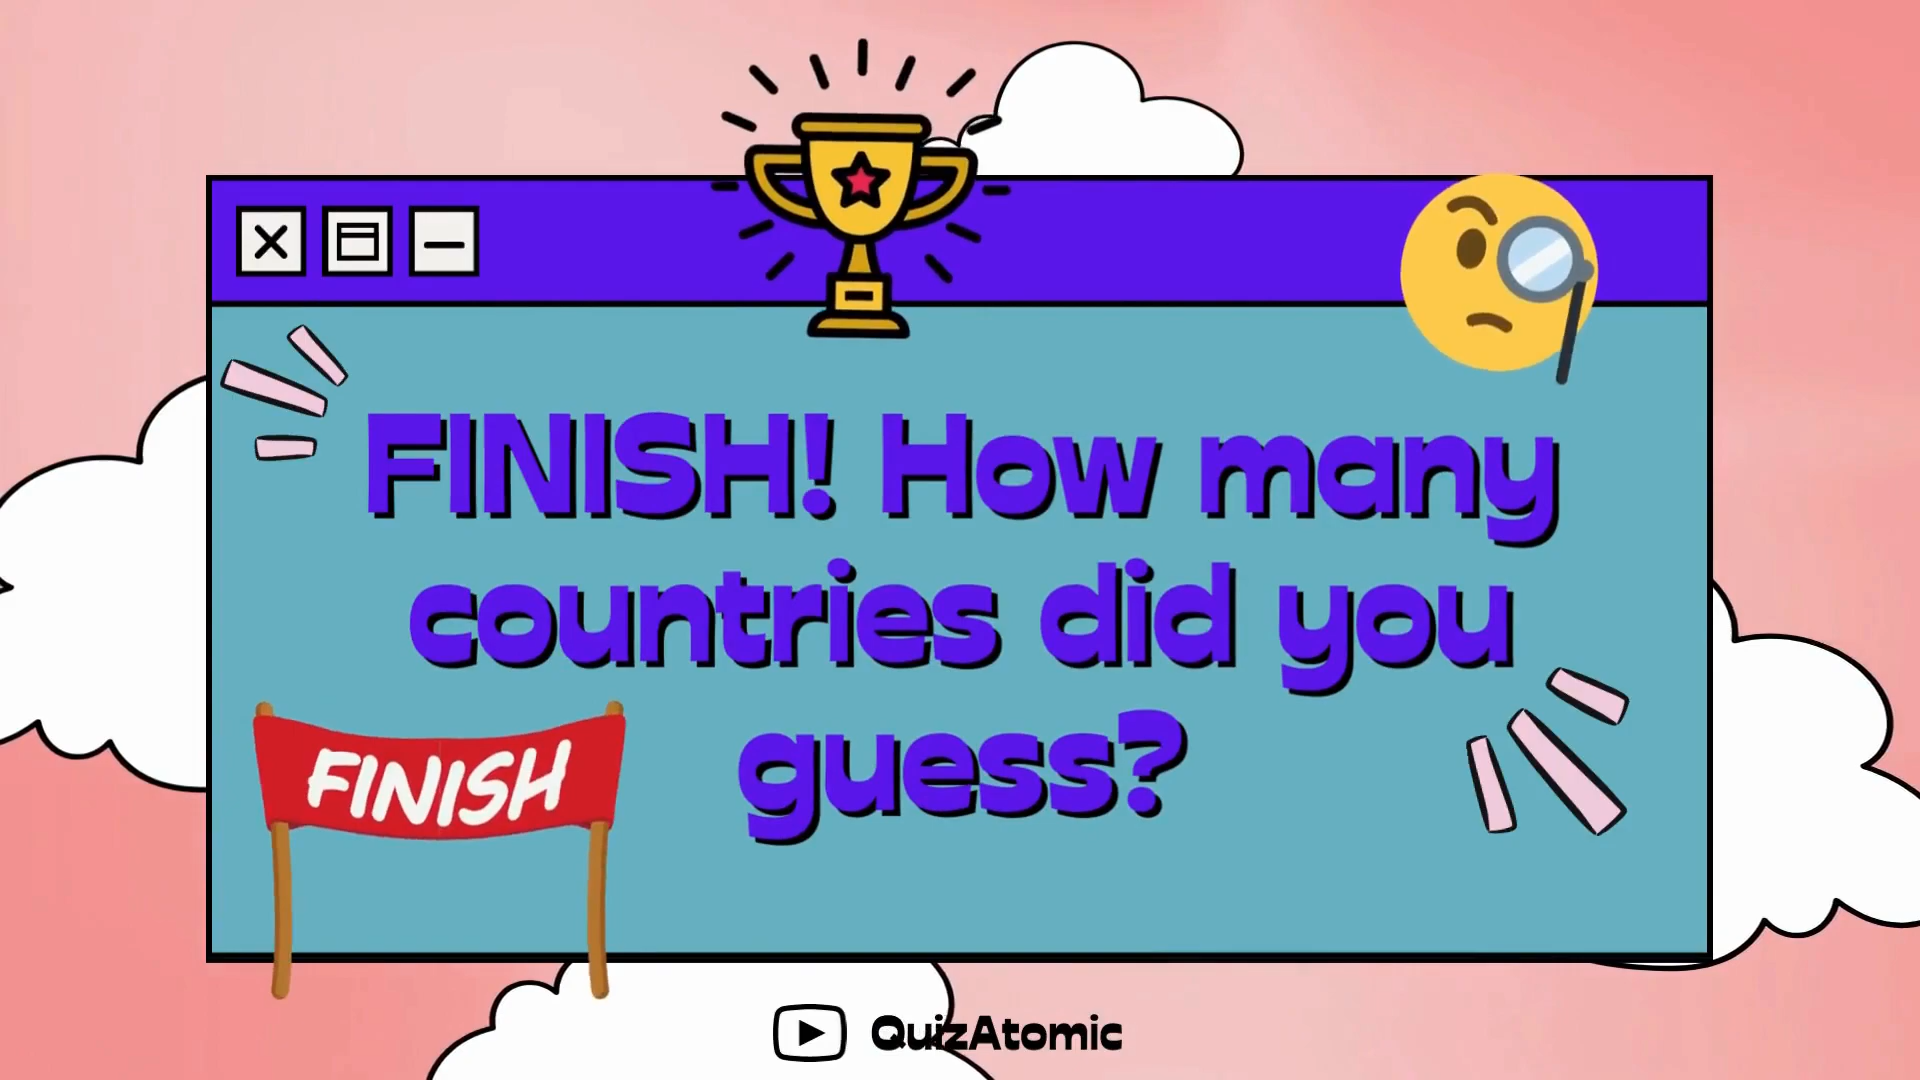 FINISH! How many
countries did you
guess?
FINISH
QuizAtomic